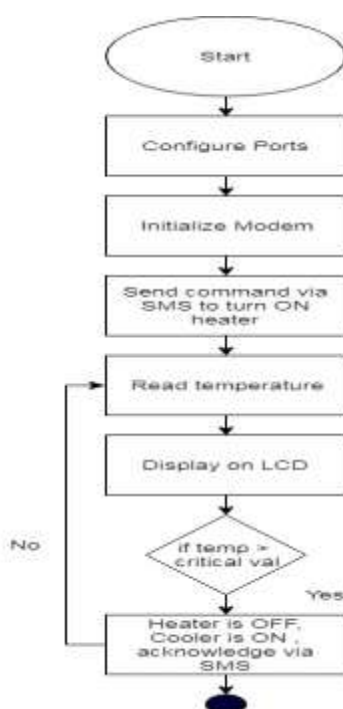 Start
Configure Ports
Initialize Modem
Send command via
SMS to turn ON
heater
Read temperature
Display on LCD
No
if temp >
critical val
Yes
Heater is OFF,
Cooler is ON ,
acknowledge via
SMS